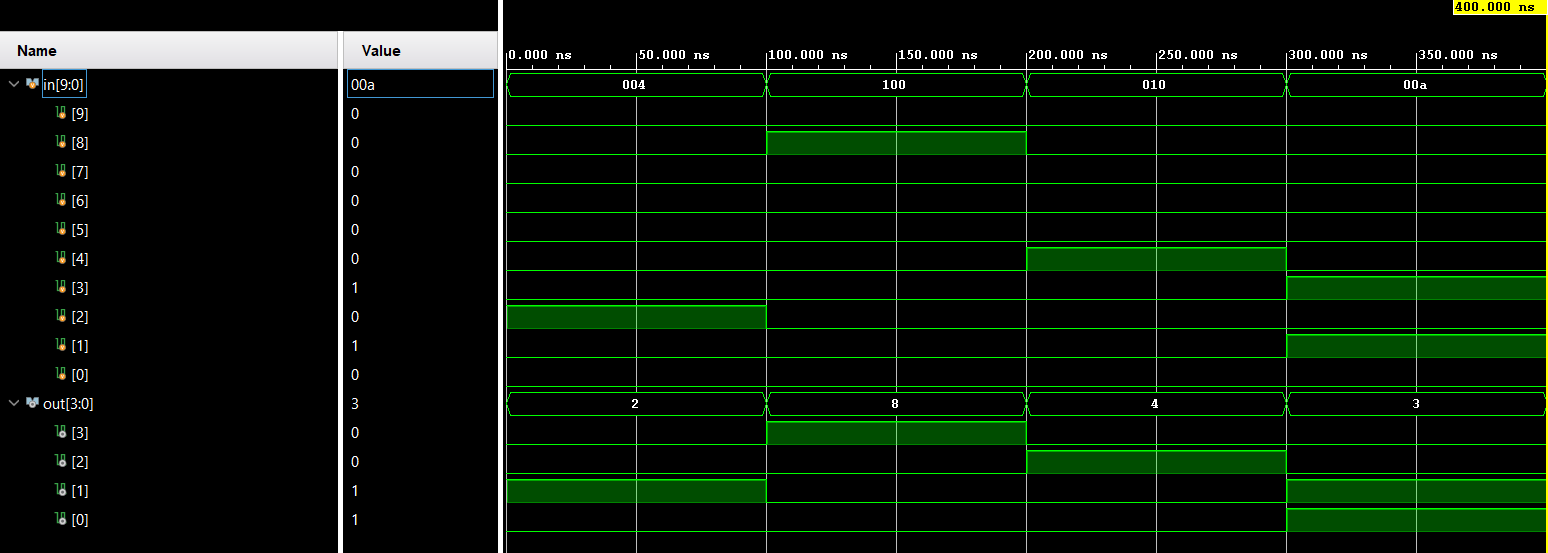 400.000 ns
Name Value
0.000 ns 50.000 ns 100.000 ns 150.000 ns 200.000 ns 250.000 ns 300.000 ns 350.000 ns
in[9:0] 00a 004 100 010 00a
[9] 0
[8] 0
[7] 0
[6] 0
[5] 0
[4] 0
[3] 1
[2] 0
[1] 1
[0] 0
out[3:0] 3 2 8 4 3
[3] 0
[2] 0
[1] 1
[0] 1